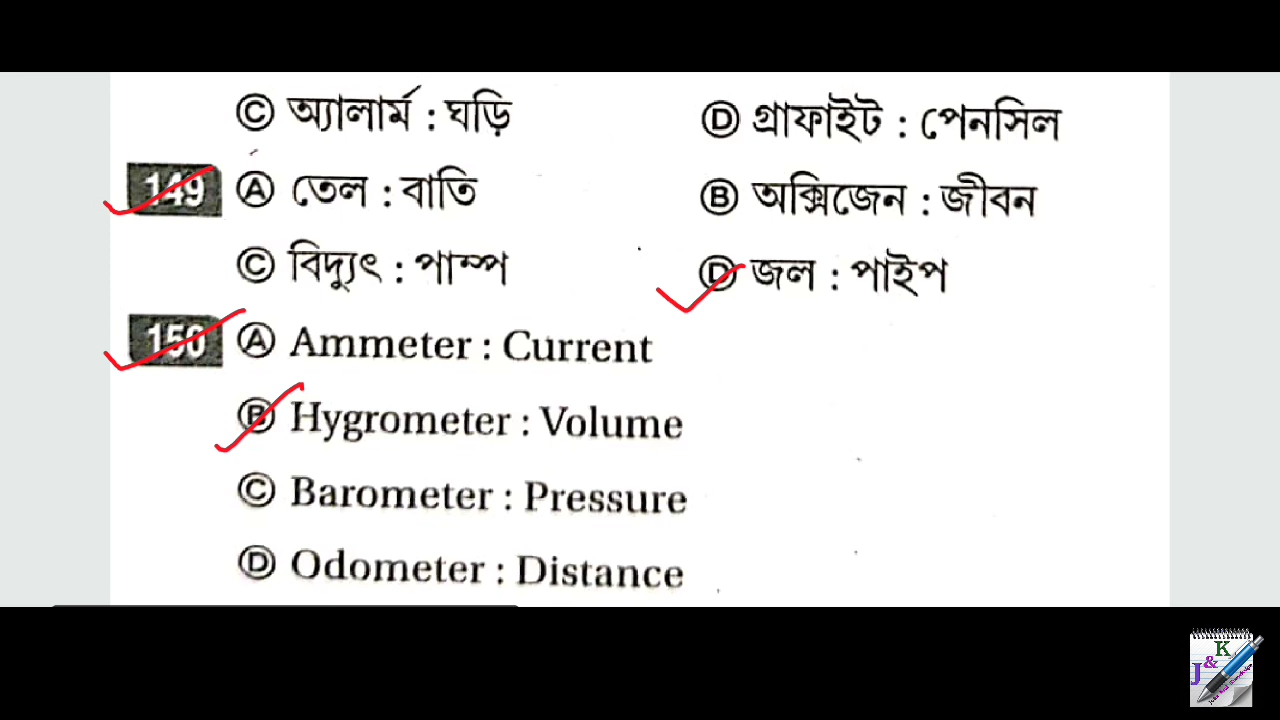 Ⓒ অ্যালার্ম : ঘড়ি Ⓓ গ্রাফাইট : পেনসিল
149 Ⓐ তেল : বাতি Ⓑ অক্সিজেন : জীবন
Ⓒ বিদ্যুৎ : পাম্প Ⓓ জল : পাইপ
150 Ⓐ Ammeter : Current
Ⓑ Hygrometer : Volume
Ⓒ Barometer : Pressure
Ⓓ Odometer : Distance
J&K